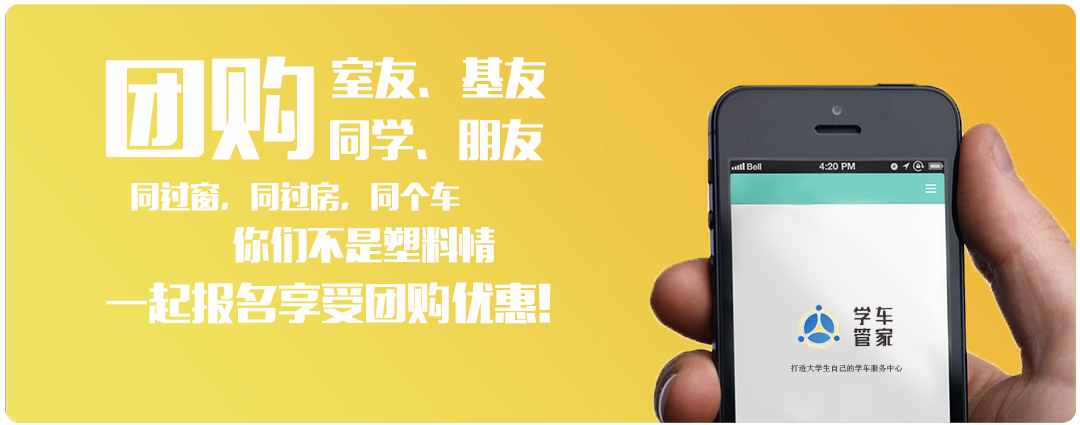 团购
室友、基友
同学、朋友
同过窗，同过房，同个车
你们不是塑料情
一起报名享受团购优惠!
Bell
4:20 PM
学车
管家
打造大学生自己的学车服务中心